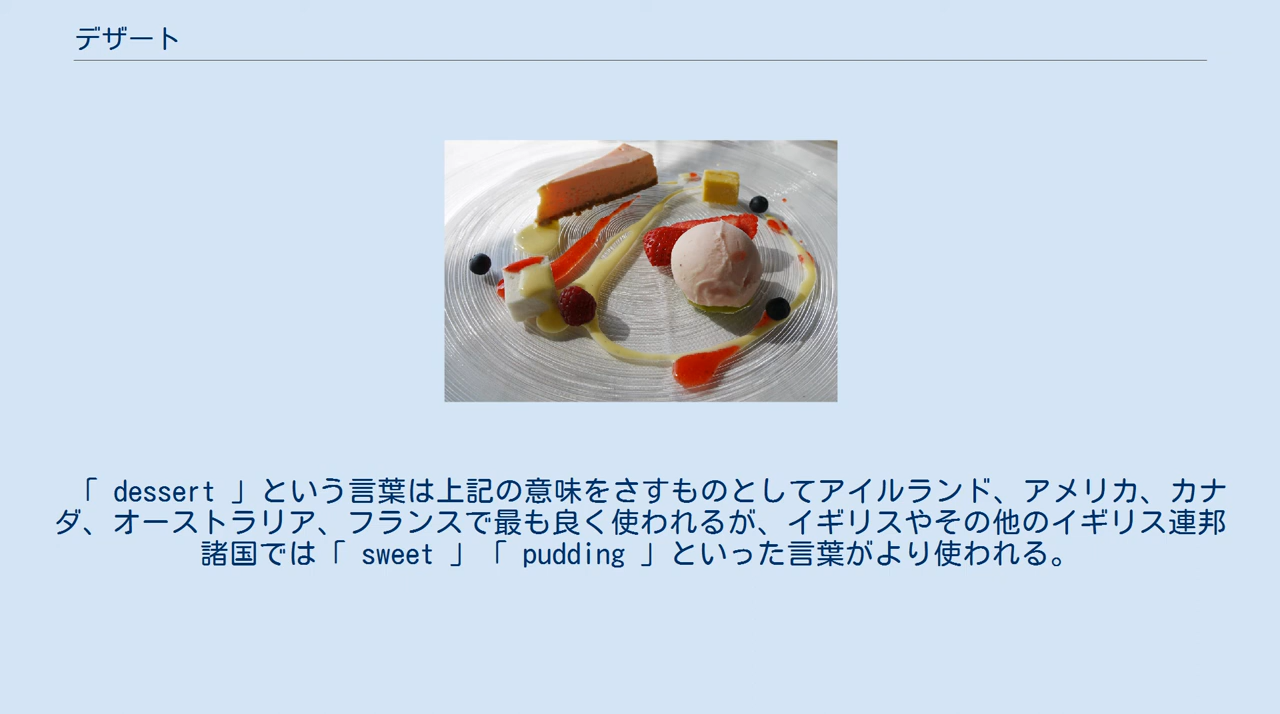 デザート
「 dessert 」という言葉は上記の意味をさすものとしてアイルランド、アメリカ、カナ
ダ、オーストラリア、フランスで最も良く使われるが、イギリスやその他のイギリス連邦
諸国では「 sweet 」「 pudding 」といった言葉がより使われる。